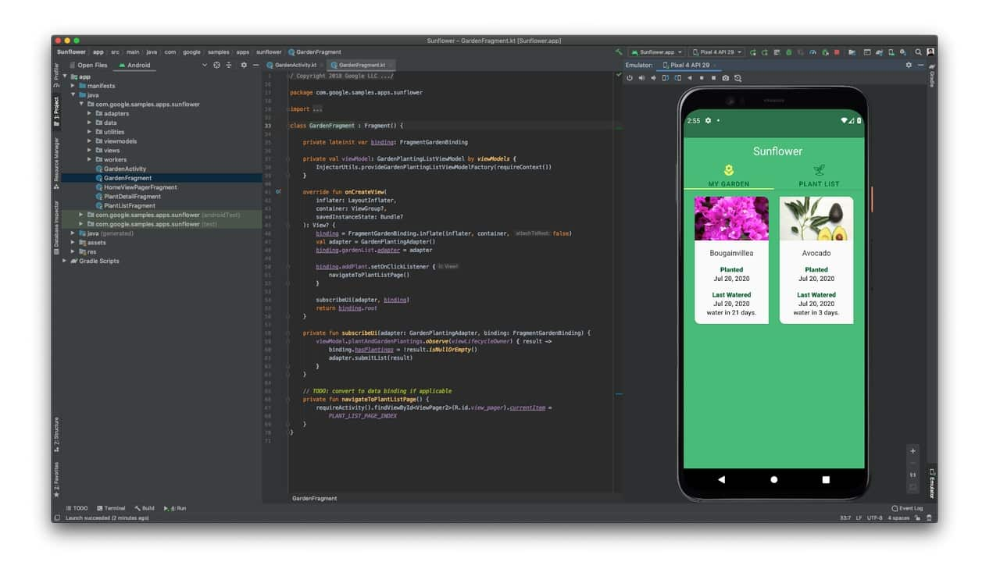 Sunflower – GardenFragment.kt [Sunflower.app]
Sunflower app src main java com google samples apps sunflower GardenFragment
Sunflower.app Pixel 4 API 29
Open Files Android
GardenActivity.kt GardenFragment.kt
Emulator: Pixel 4 API 29
Profiler
1: Project
Resource Manager
Database Inspector
2: Structure
2: Favorites
app
manifests
java
com.google.samples.apps.sunflower
adapters
data
utilities
viewmodels
views
workers
GardenActivity
GardenFragment
HomeViewPagerFragment
PlantDetailFragment
PlantListFragment
com.google.samples.apps.sunflower (androidTest)
com.google.samples.apps.sunflower (test)
java (generated)
assets
res
Gradle Scripts
/ Copyright 2018 Google LLC .../
package com.google.samples.apps.sunflower
import ...
33 class GardenFragment : Fragment() {
private lateinit var binding: FragmentGardenBinding
private val viewModel: GardenPlantingListViewModel by viewModels {
InjectorUtils.provideGardenPlantingListViewModelFactory(requireContext())
}
override fun onCreateView(
inflater: LayoutInflater,
container: ViewGroup?,
savedInstanceState: Bundle?
): View? {
binding = FragmentGardenBinding.inflate(inflater, container, attachToRoot: false)
val adapter = GardenPlantingAdapter()
binding.gardenList.adapter = adapter
binding.addPlant.setOnClickListener { it: View!
navigateToPlantListPage()
}
subscribeUi(adapter, binding)
return binding.root
}
private fun subscribeUi(adapter: GardenPlantingAdapter, binding: FragmentGardenBinding) {
viewModel.plantAndGardenPlantings.observe(viewLifecycleOwner) { result ->
binding.hasPlantings = !result.isNullOrEmpty()
adapter.submitList(result)
}
}
// TODO: convert to data binding if applicable
private fun navigateToPlantListPage() {
requireActivity().findViewById<ViewPager2>(R.id.view_pager).currentItem =
PLANT_LIST_PAGE_INDEX
}
}
GardenFragment
2:55
Sunflower
MY GARDEN PLANT LIST
Bougainvillea
Planted
Jul 20, 2020
Last Watered
Jul 20, 2020
water in 21 days.
Avocado
Planted
Jul 20, 2020
Last Watered
Jul 20, 2020
water in 3 days.
1:1
Gradle
Emulator
TODO Terminal Build 4: Run
Event Log
Launch succeeded (2 minutes ago)
33:7 LF UTF-8 4 spaces